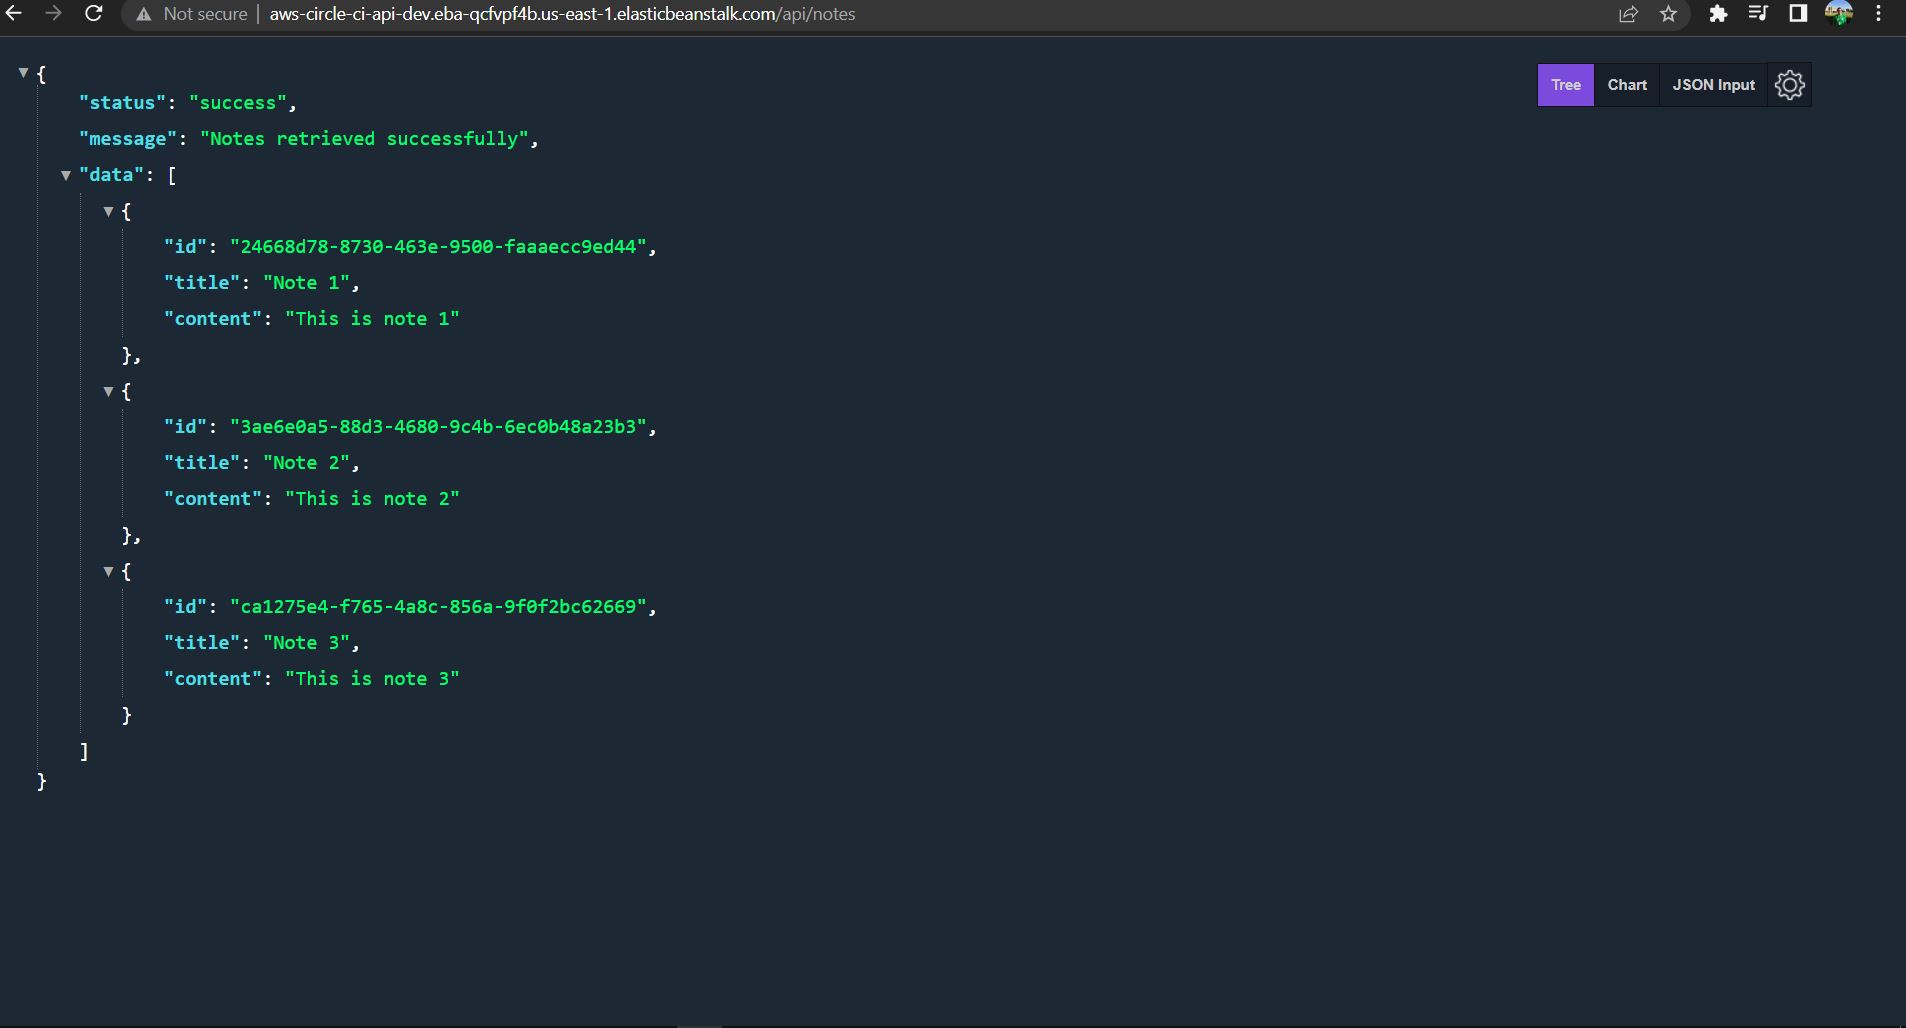 Not secure | aws-circle-ci-api-dev.eba-qcfvpf4b.us-east-1.elasticbeanstalk.com/api/notes
Tree Chart JSON Input
{
"status": "success",
"message": "Notes retrieved successfully",
"data": [
{
"id": "24668d78-8730-463e-9500-faaaecc9ed44",
"title": "Note 1",
"content": "This is note 1"
},
{
"id": "3ae6e0a5-88d3-4680-9c4b-6ec0b48a23b3",
"title": "Note 2",
"content": "This is note 2"
},
{
"id": "ca1275e4-f765-4a8c-856a-9f0f2bc62669",
"title": "Note 3",
"content": "This is note 3"
}
]
}